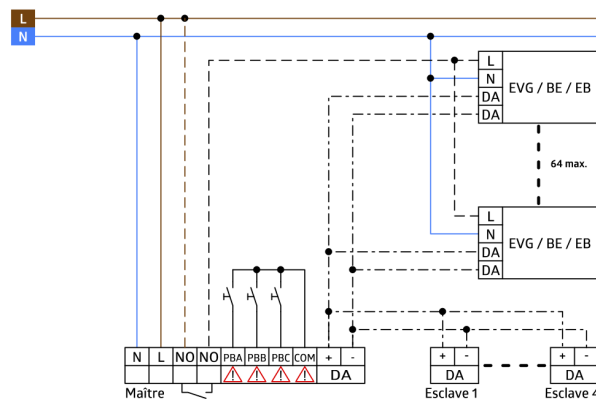 L
N
L
N
DA
DA
EVG / BE / EB
64 max.
L
N
DA
DA
EVG / BE / EB
N L NO NO PBA PBB PBC COM + -
DA
Maître
+ -
DA
Esclave 1
+ -
DA
Esclave 4